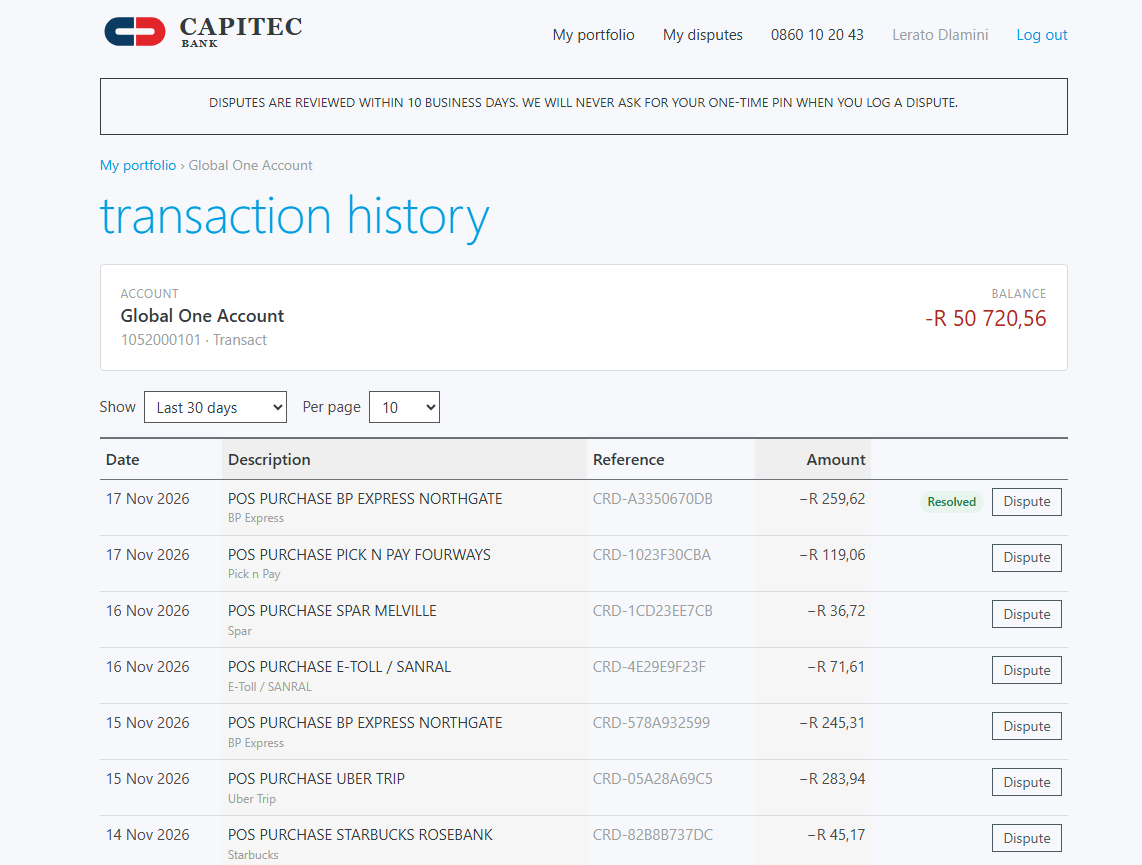 CAPITEC
BANK
My portfolio My disputes 0860 10 20 43 Lerato Dlamini Log out
DISPUTES ARE REVIEWED WITHIN 10 BUSINESS DAYS. WE WILL NEVER ASK FOR YOUR ONE-TIME PIN WHEN YOU LOG A DISPUTE.
My portfolio › Global One Account
transaction history
ACCOUNT
Global One Account
1052000101 · Transact
BALANCE
-R 50 720,56
Show Last 30 days Per page 10
Date Description Reference Amount
17 Nov 2026 POS PURCHASE BP EXPRESS NORTHGATE CRD-A3350670DB −R 259,62 Resolved Dispute
BP Express
17 Nov 2026 POS PURCHASE PICK N PAY FOURWAYS CRD-1023F30CBA −R 119,06 Dispute
Pick n Pay
16 Nov 2026 POS PURCHASE SPAR MELVILLE CRD-1CD23EE7CB −R 36,72 Dispute
Spar
16 Nov 2026 POS PURCHASE E-TOLL / SANRAL CRD-4E29E9F23F −R 71,61 Dispute
E-Toll / SANRAL
15 Nov 2026 POS PURCHASE BP EXPRESS NORTHGATE CRD-578A932599 −R 245,31 Dispute
BP Express
15 Nov 2026 POS PURCHASE UBER TRIP CRD-05A28A69C5 −R 283,94 Dispute
Uber Trip
14 Nov 2026 POS PURCHASE STARBUCKS ROSEBANK CRD-82B8B737DC −R 45,17 Dispute
Starbucks